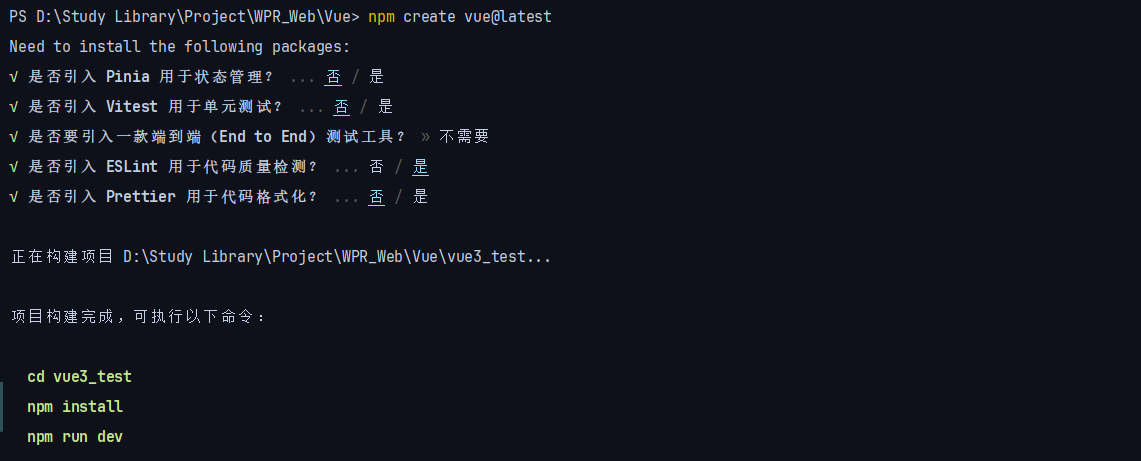 PS D:\Study Library\Project\WPR_Web\Vue> npm create vue@latest
Need to install the following packages:
√ 是否引入 Pinia 用于状态管理？ ... 否 / 是
√ 是否引入 Vitest 用于单元测试？ ... 否 / 是
√ 是否要引入一款端到端（End to End）测试工具？ » 不需要
√ 是否引入 ESLint 用于代码质量检测？ ... 否 / 是
√ 是否引入 Prettier 用于代码格式化？ ... 否 / 是
正在构建项目 D:\Study Library\Project\WPR_Web\Vue\vue3_test...
项目构建完成，可执行以下命令：
cd vue3_test
npm install
npm run dev